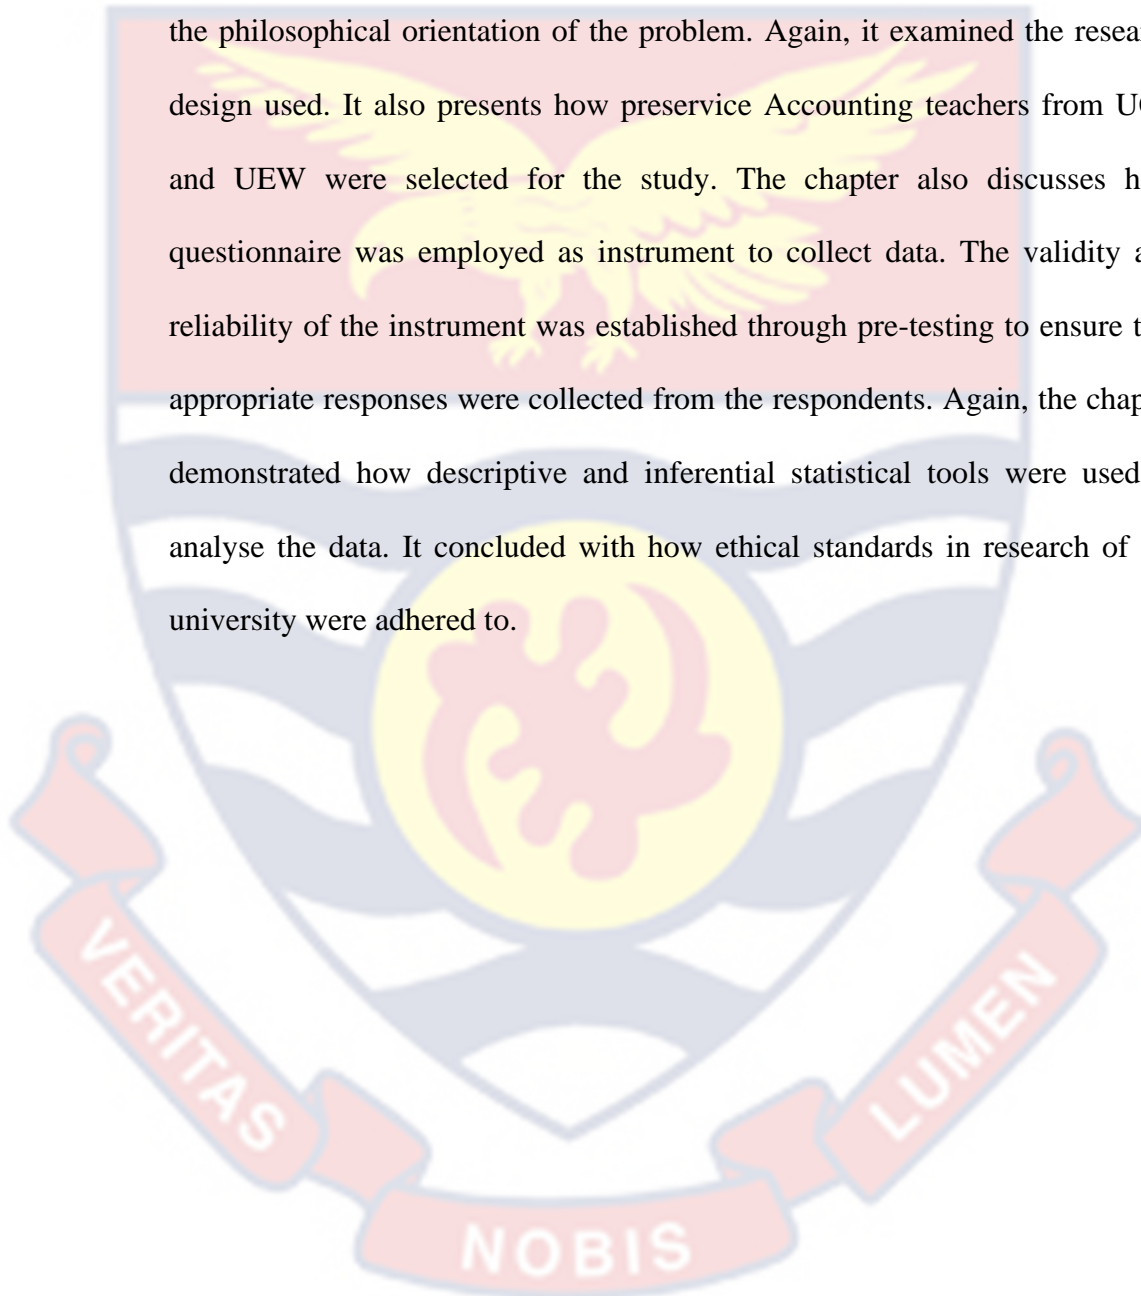 the philosophical orientation of the problem. Again, it examined the resear
design used. It also presents how preservice Accounting teachers from U
and UEW were selected for the study. The chapter also discusses h
questionnaire was employed as instrument to collect data. The validity a
reliability of the instrument was established through pre-testing to ensure t
appropriate responses were collected from the respondents. Again, the chap
demonstrated how descriptive and inferential statistical tools were used
analyse the data. It concluded with how ethical standards in research of
university were adhered to.
VERITAS
NOBIS
LUMEN